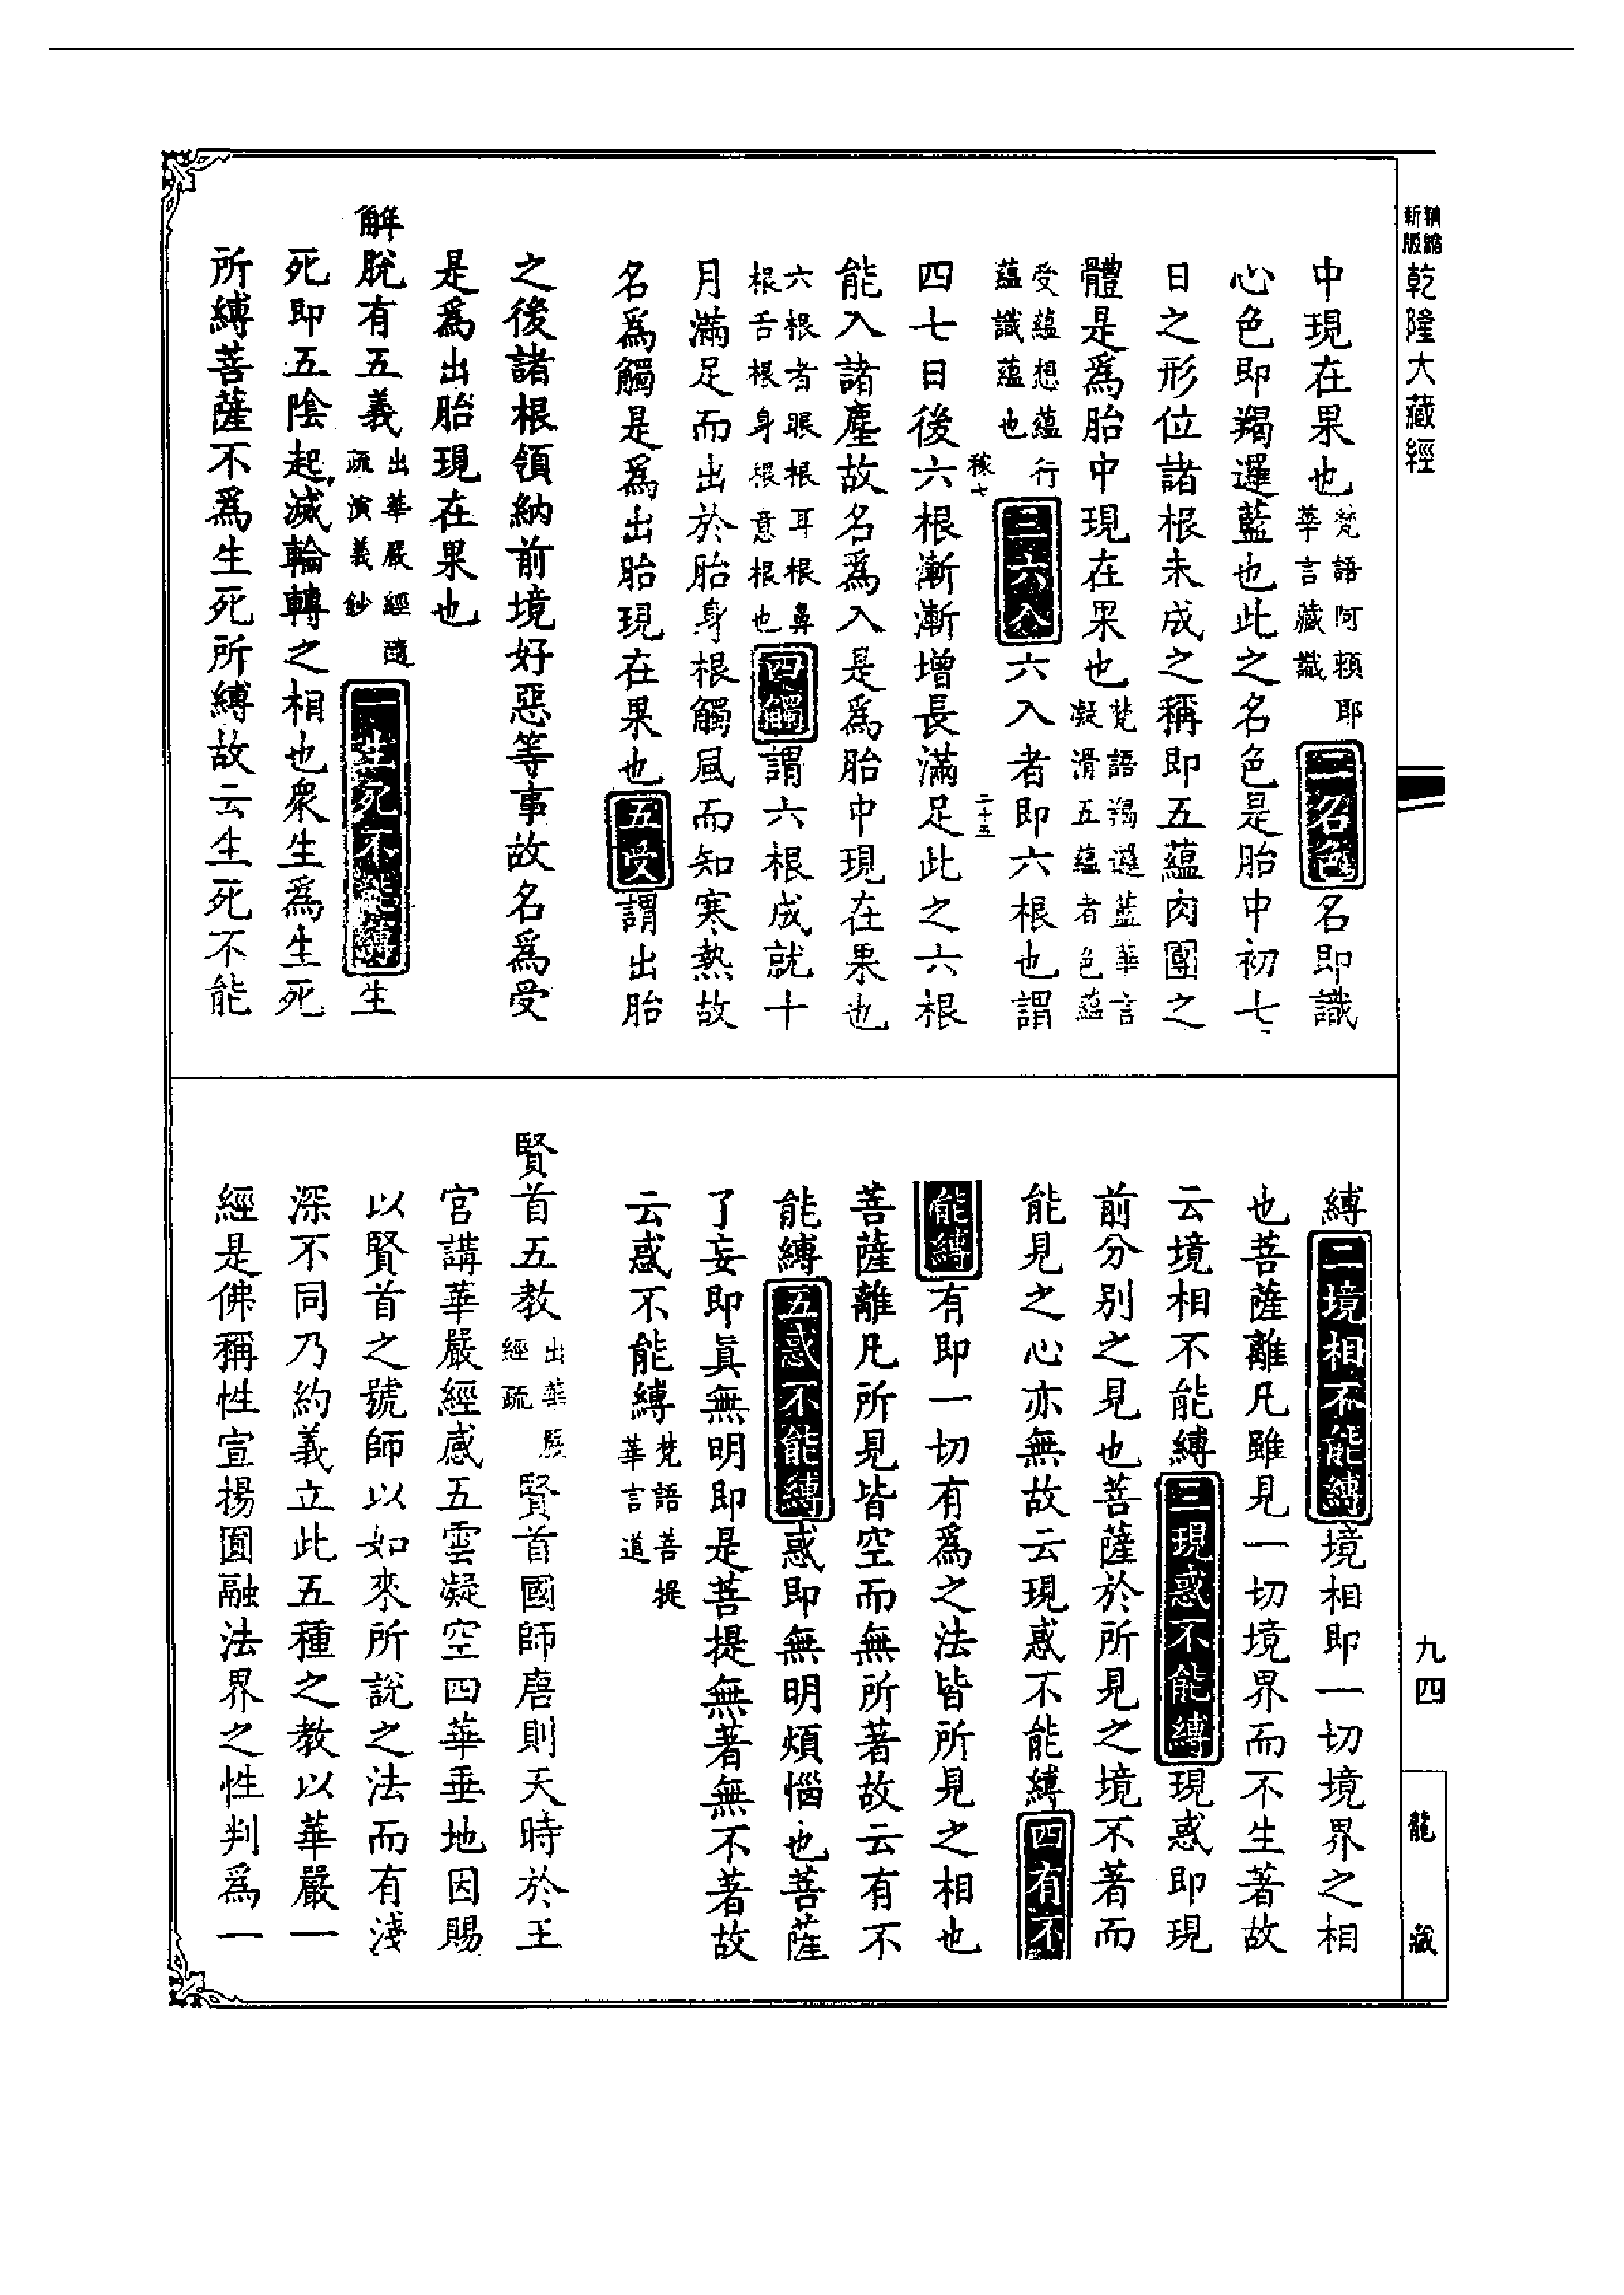 精縮
新版
乾隆大藏經
中現在果也梵語阿賴耶華言藏識二名色名即識
心色即羯邏藍也此之名色是胎中初七
日之形位諸根未成之稱即五蘊肉團之
體是爲胎中現在果也梵語羯邏藍華言凝滑五蘊者色蘊
受蘊想蘊行蘊識蘊也三六入六入者即六根也謂
四七日後六根漸漸增長滿足此之六根
能入諸塵故名爲入是爲胎中現在果也
六根者眼根耳根鼻根舌根身根意根也四觸謂六根成就十
月滿足而出於胎身根觸風而知寒熱故
名爲觸是爲出胎現在果也五受謂出胎
之後諸根領納前境好惡等事故名爲受
是爲出胎現在果也
解脫有五義出華嚴經隨疏演義鈔一生死不能縛生
死即五陰起滅輪轉之相也衆生爲生死
所縛菩薩不爲生死所縛故云生死不能
二十五
縛二境相不能縛境相即一切境界之相
也菩薩離凡雖見一切境界而不生著故
云境相不能縛三現惑不能縛現惑即現
前分別之見也菩薩於所見之境不著而
能見之心亦無故云現惑不能縛四有不
能縛有即一切有爲之法皆所見之相也
菩薩離凡所見皆空而無所著故云有不
能縛五惑不能縛惑即無明煩惱也菩薩
了妄即眞無明即是菩提無著無不著故
云惑不能縛梵語菩提華言道
賢首五教出華嚴經疏賢首國師唐則天時於王
宮講華嚴經感五雲凝空四華垂地因賜
以賢首之號師以如來所說之法而有淺
深不同乃約義立此五種之教以華嚴一
經是佛稱性宣揚圓融法界之性判爲一
九四
龍藏